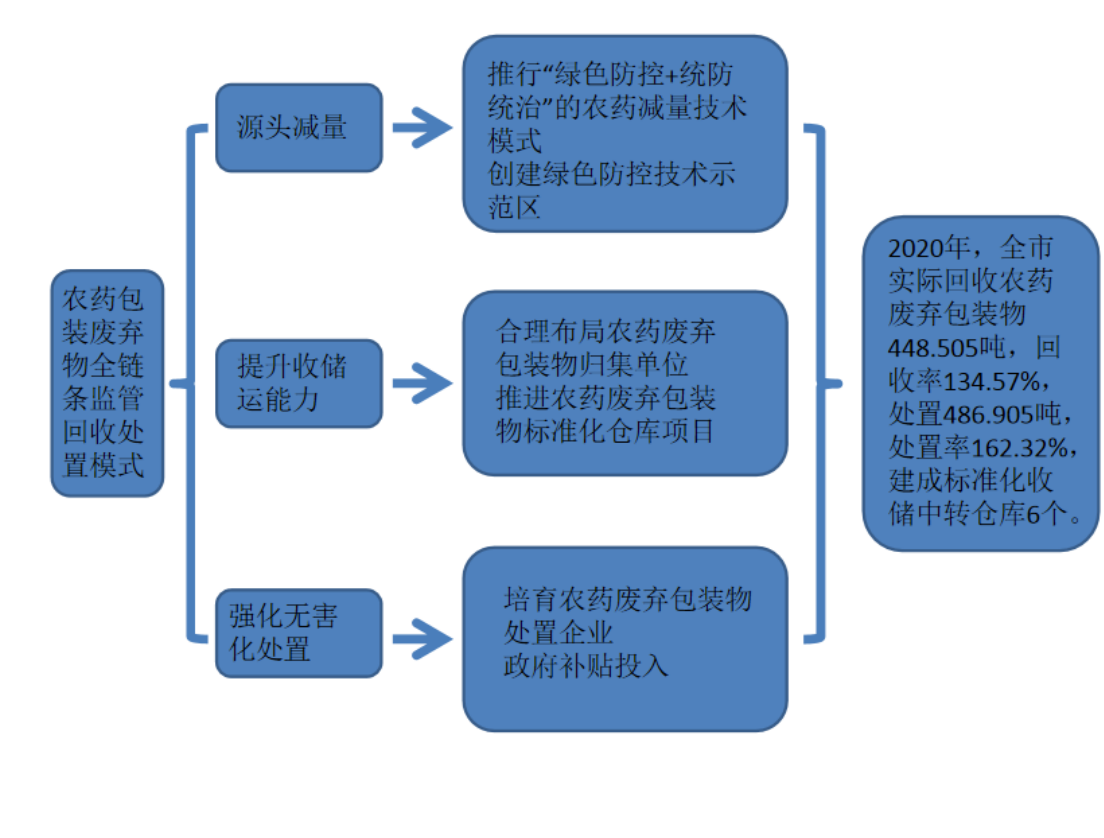 农药包
装废弃
物全链
条监管
回收处
置模式
源头减量
推行“绿色防控+统防
统治”的农药减量技术
模式
创建绿色防控技术示
范区
提升收储
运能力
合理布局农药废弃
包装物归集单位
推进农药废弃包装
物标准化仓库项目
强化无害
化处置
培育农药废弃包装物
处置企业
政府补贴投入
2020年，全市
实际回收农药
废弃包装物
448.505吨，回
收率134.57%，
处置486.905吨，
处置率162.32%，
建成标准化收
储中转仓库6个。